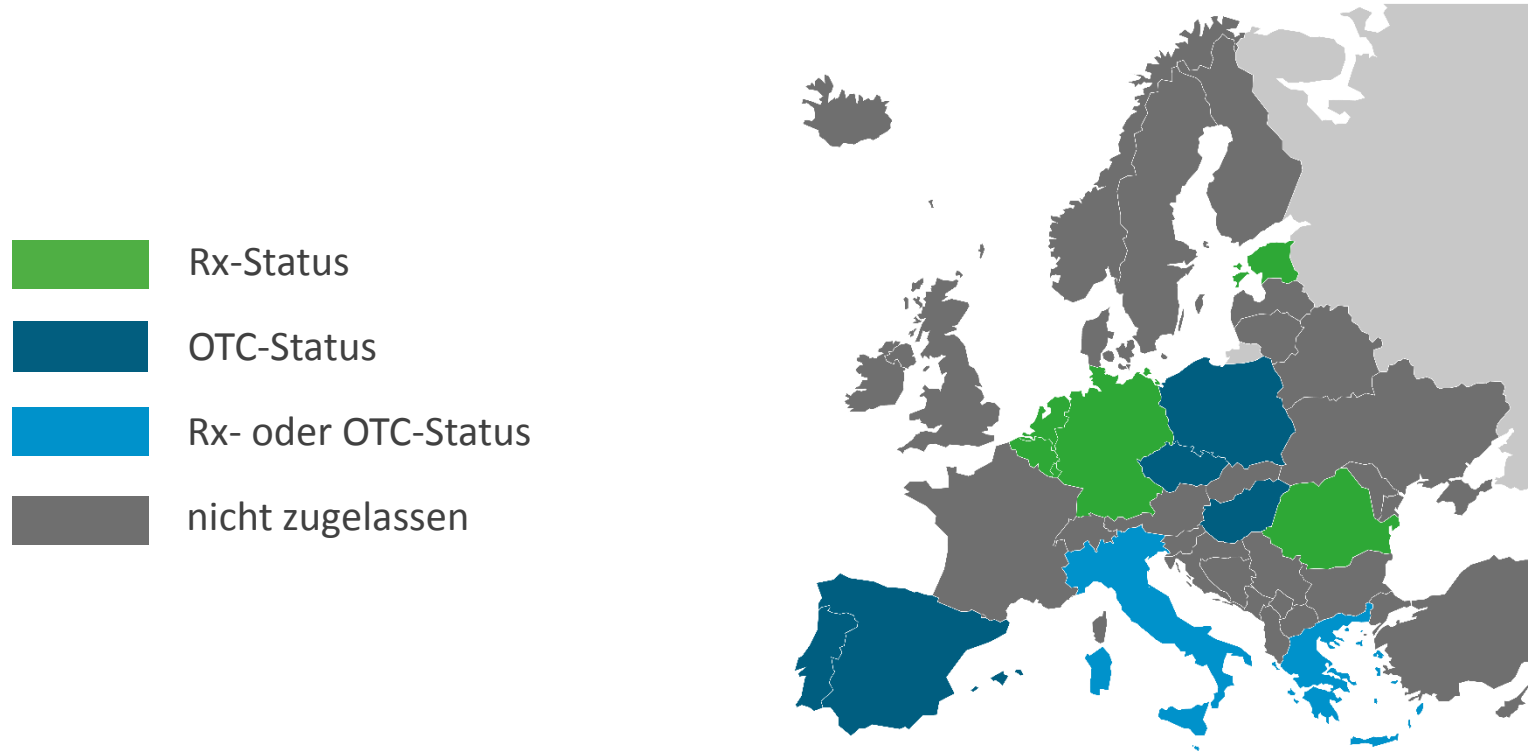 Rx-Status
OTC-Status
Rx- oder OTC-Status
nicht zugelassen